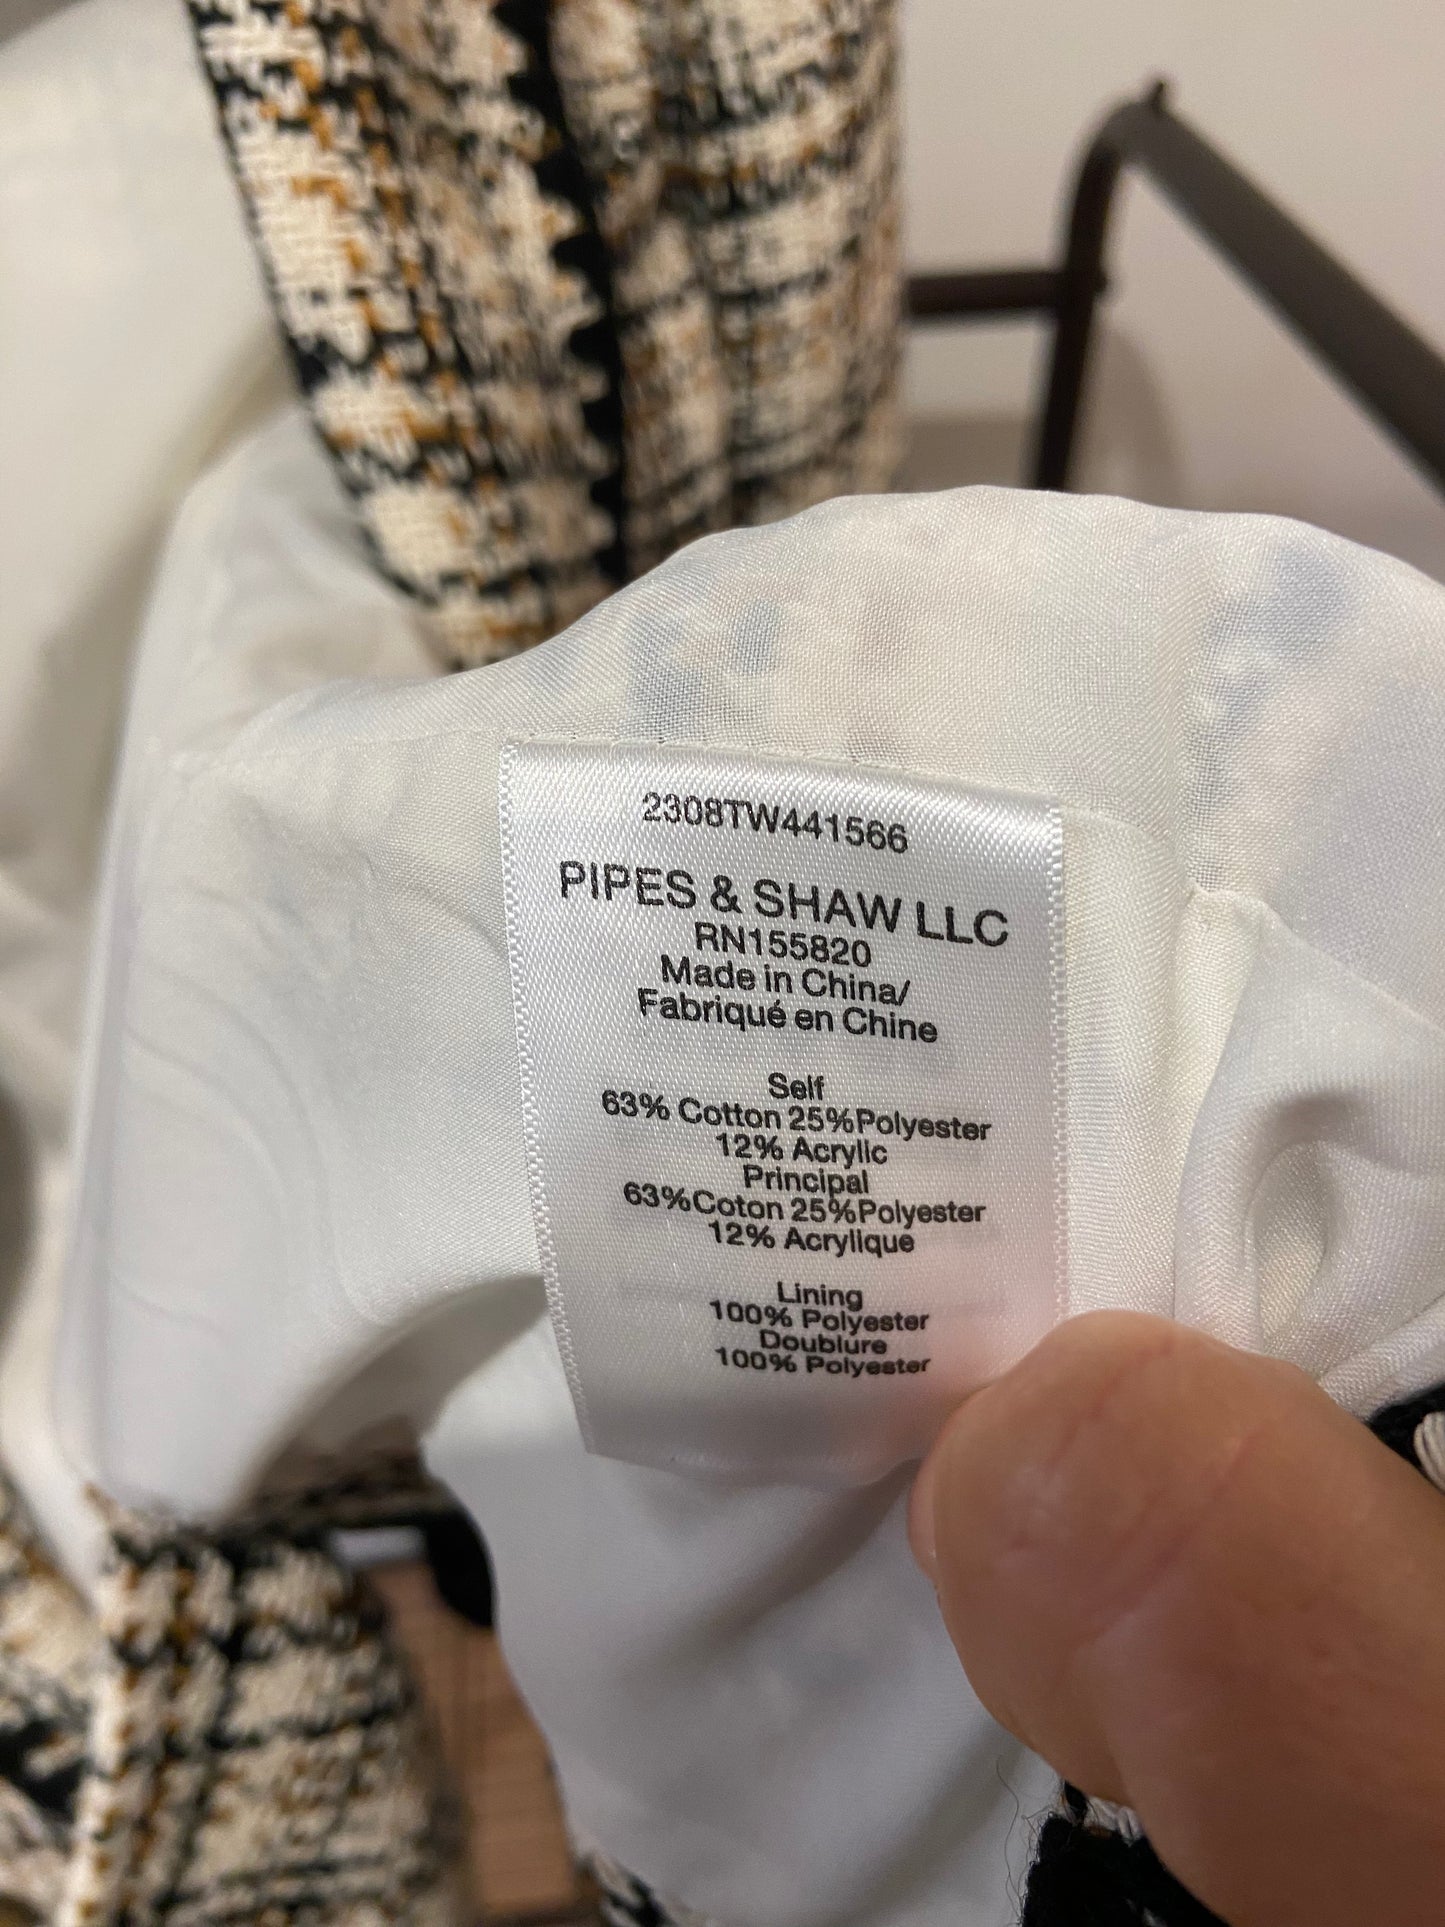 2308TW441566
PIPES & SHAW LLC
RN155820
Made in China/
Fabriqué en Chine
Self
63% Cotton 25%Polyester
12% Acrylic
Principal
63%Coton 25%Polyester
12% Acrylique
Lining
100% Polyester
Doublure
100% Polyester